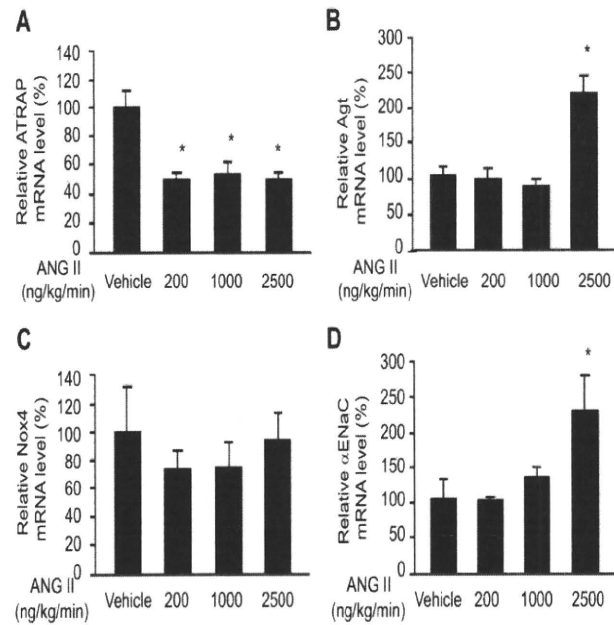 A
Relative ATRAP
mRNA level (%)
140
120
100
80
60
40
20
0
*
*
*
ANG II
(ng/kg/min)
Vehicle 200 1000 2500
B
Relative Agt
mRNA level (%)
300
250
200
150
100
50
0
*
ANG II
(ng/kg/min)
Vehicle 200 1000 2500
C
Relative Nox4
mRNA level (%)
140
120
100
80
60
40
20
0
ANG II
(ng/kg/min)
Vehicle 200 1000 2500
D
Relative αENaC
mRNA level (%)
300
250
200
150
100
50
0
*
ANG II
(ng/kg/min)
Vehicle 200 1000 2500